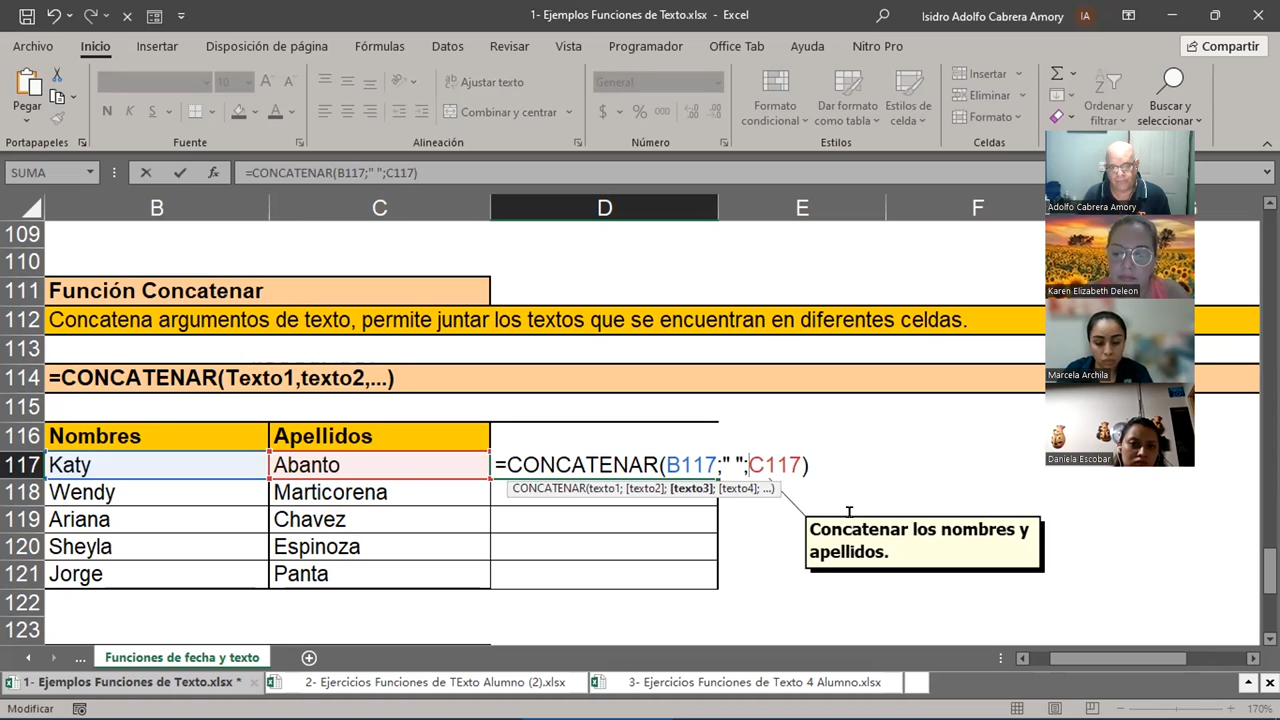 1- Ejemplos Funciones de Texto.xlsx - Excel
Isidro Adolfo Cabrera Amory IA
Archivo Inicio Insertar Disposición de página Fórmulas Datos Revisar Vista Programador Office Tab Ayuda Nitro Pro Compartir
Pegar
Portapapeles
10 A A
N K S
Fuente
ab Ajustar texto
Combinar y centrar
Alineación
General
$ % 000
Número
Formato condicional
Dar formato como tabla
Estilos de celda
Estilos
Insertar
Eliminar
Formato
Celdas
Ordenar y filtrar
Buscar y seleccionar
SUMA fx =CONCATENAR(B117;" ";C117)
B C D E F G
109
110
111 Función Concatenar
112 Concatena argumentos de texto, permite juntar los textos que se encuentran en diferentes celdas.
113
114 =CONCATENAR(Texto1,texto2,...)
115
116 Nombres Apellidos
117 Katy Abanto =CONCATENAR(B117;" ";C117)
CONCATENAR(texto1; [texto2]; [texto3]; [texto4]; ...)
118 Wendy Marticorena
119 Ariana Chavez
120 Sheyla Espinoza
121 Jorge Panta
122
123
Concatenar los nombres y
apellidos.
Adolfo Cabrera Amory
Karen Elizabeth Deleon
Marcela Archila
Daniela Escobar
... Funciones de fecha y texto
1- Ejemplos Funciones de Texto.xlsx * 2- Ejercicios Funciones de TExto Alumno (2).xlsx 3- Ejercicios Funciones de Texto 4 Alumno.xlsx
Modificar 170%